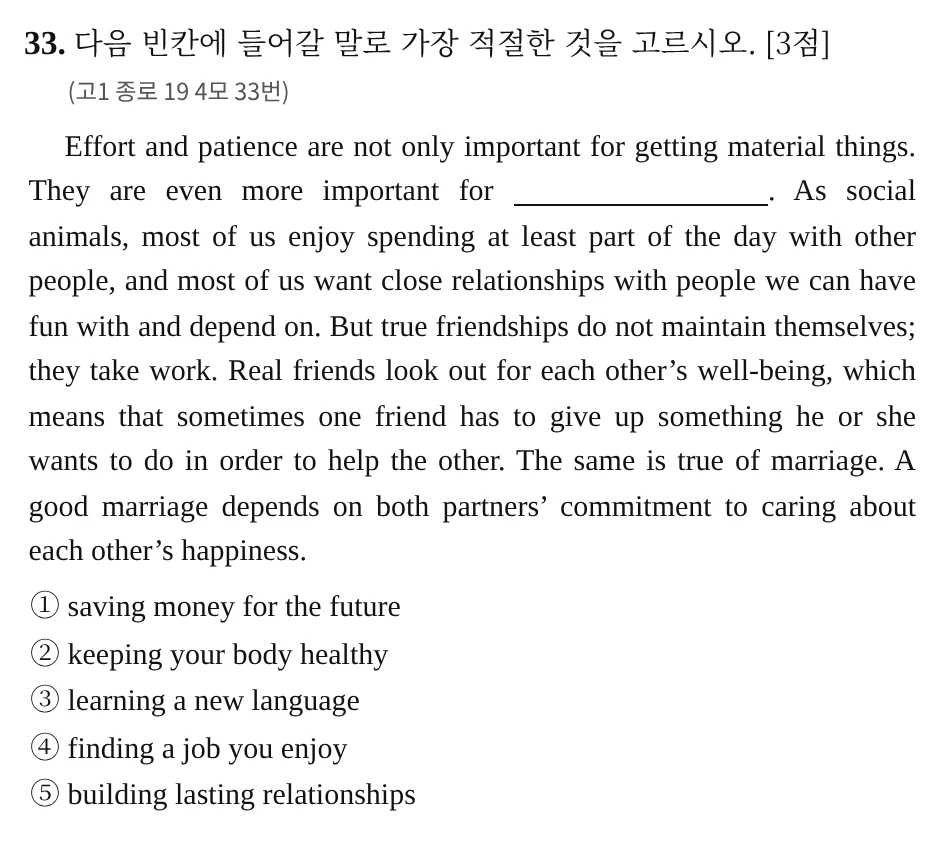 33. 다음 빈칸에 들어갈 말로 가장 적절한 것을 고르시오. [3점]
(고1 종로 19 4모 33번)
Effort and patience are not only important for getting material things.
They are even more important for ________________. As social
animals, most of us enjoy spending at least part of the day with other
people, and most of us want close relationships with people we can have
fun with and depend on. But true friendships do not maintain themselves;
they take work. Real friends look out for each other’s well-being, which
means that sometimes one friend has to give up something he or she
wants to do in order to help the other. The same is true of marriage. A
good marriage depends on both partners’ commitment to caring about
each other’s happiness.
① saving money for the future
② keeping your body healthy
③ learning a new language
④ finding a job you enjoy
⑤ building lasting relationships